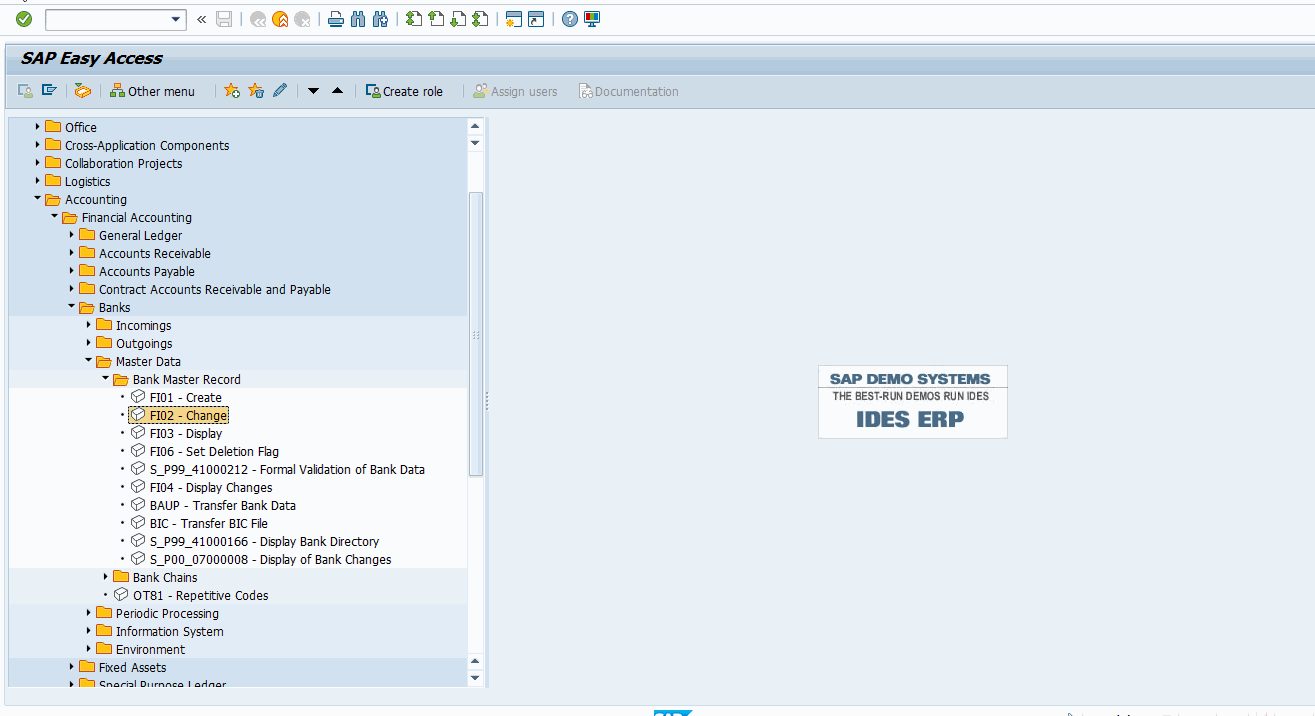 SAP Easy Access
Other menu
Create role
Assign users
Documentation
Office
Cross-Application Components
Collaboration Projects
Logistics
Accounting
Financial Accounting
General Ledger
Accounts Receivable
Accounts Payable
Contract Accounts Receivable and Payable
Banks
Incomings
Outgoings
Master Data
Bank Master Record
FI01 - Create
FI02 - Change
FI03 - Display
FI06 - Set Deletion Flag
S_P99_41000212 - Formal Validation of Bank Data
FI04 - Display Changes
BAUP - Transfer Bank Data
BIC - Transfer BIC File
S_P99_41000166 - Display Bank Directory
S_P00_07000008 - Display of Bank Changes
Bank Chains
OT81 - Repetitive Codes
Periodic Processing
Information System
Environment
Fixed Assets
Special Purpose Ledger
SAP DEMO SYSTEMS
THE BEST-RUN DEMOS RUN IDES
IDES ERP
SAP